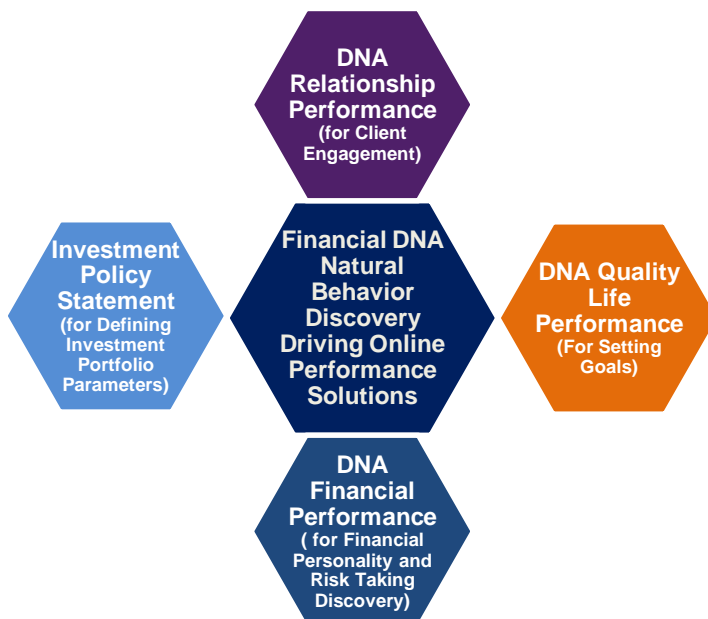 DNA
Relationship
Performance
(for Client
Engagement)
Investment
Policy
Statement
(for Defining
Investment
Portfolio
Parameters)
Financial DNA
Natural
Behavior
Discovery
Driving Online
Performance
Solutions
DNA Quality
Life
Performance
(For Setting
Goals)
DNA
Financial
Performance
( for Financial
Personality and
Risk Taking
Discovery)